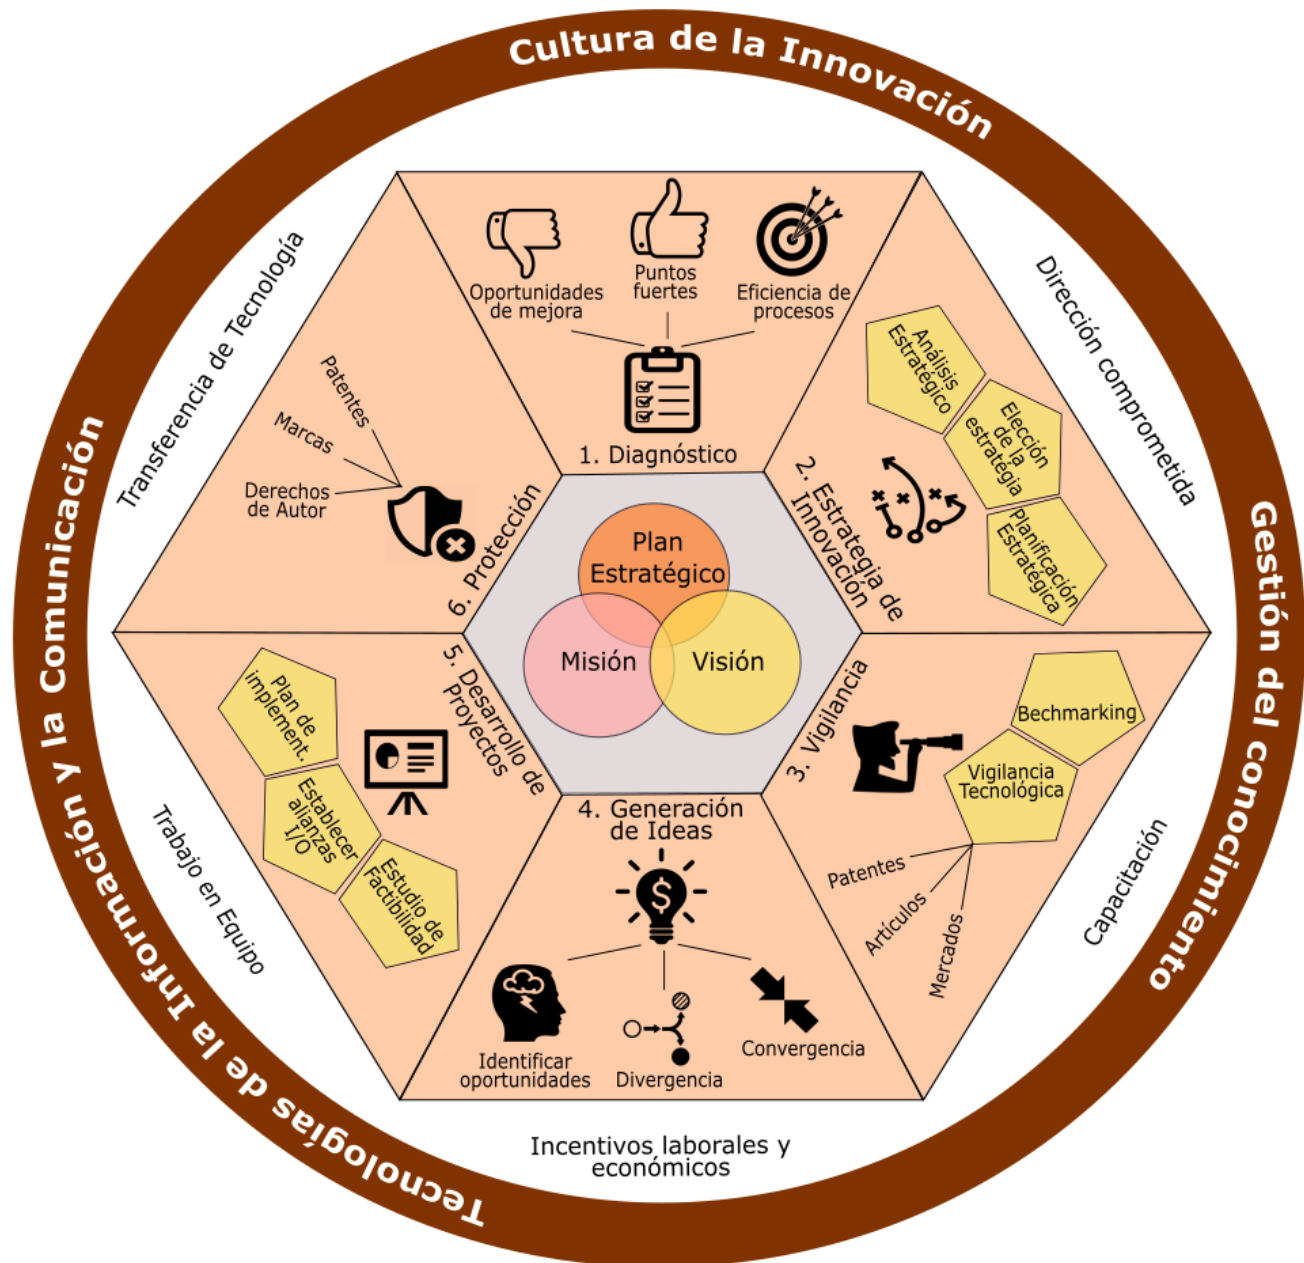 Cultura de la Innovación
Gestión del conocimiento
Tecnologías de la Información y la Comunicación
Transferencia de Tecnología
Dirección comprometida
Capacitación
Incentivos laborales y
económicos
Trabajo en Equipo
Oportunidades
de mejora
Puntos
fuertes
Eficiencia de
procesos
1. Diagnóstico
2. Estrategia de
Innovación
Análisis
Estratégico
Elección
de la
estratégia
Planificación
Estratégica
3. Vigilancia
Bechmarking
Vigilancia
Tecnológica
Patentes
Artículos
Mercados
4. Generación
de Ideas
Identificar
oportunidades
Divergencia
Convergencia
5. Desarrollo de
Proyectos
Plan de
implement.
Establecer
alianzas
I/O
Estudio de
Factibilidad
6. Protección
Patentes
Marcas
Derechos
de Autor
Plan
Estratégico
Misión
Visión